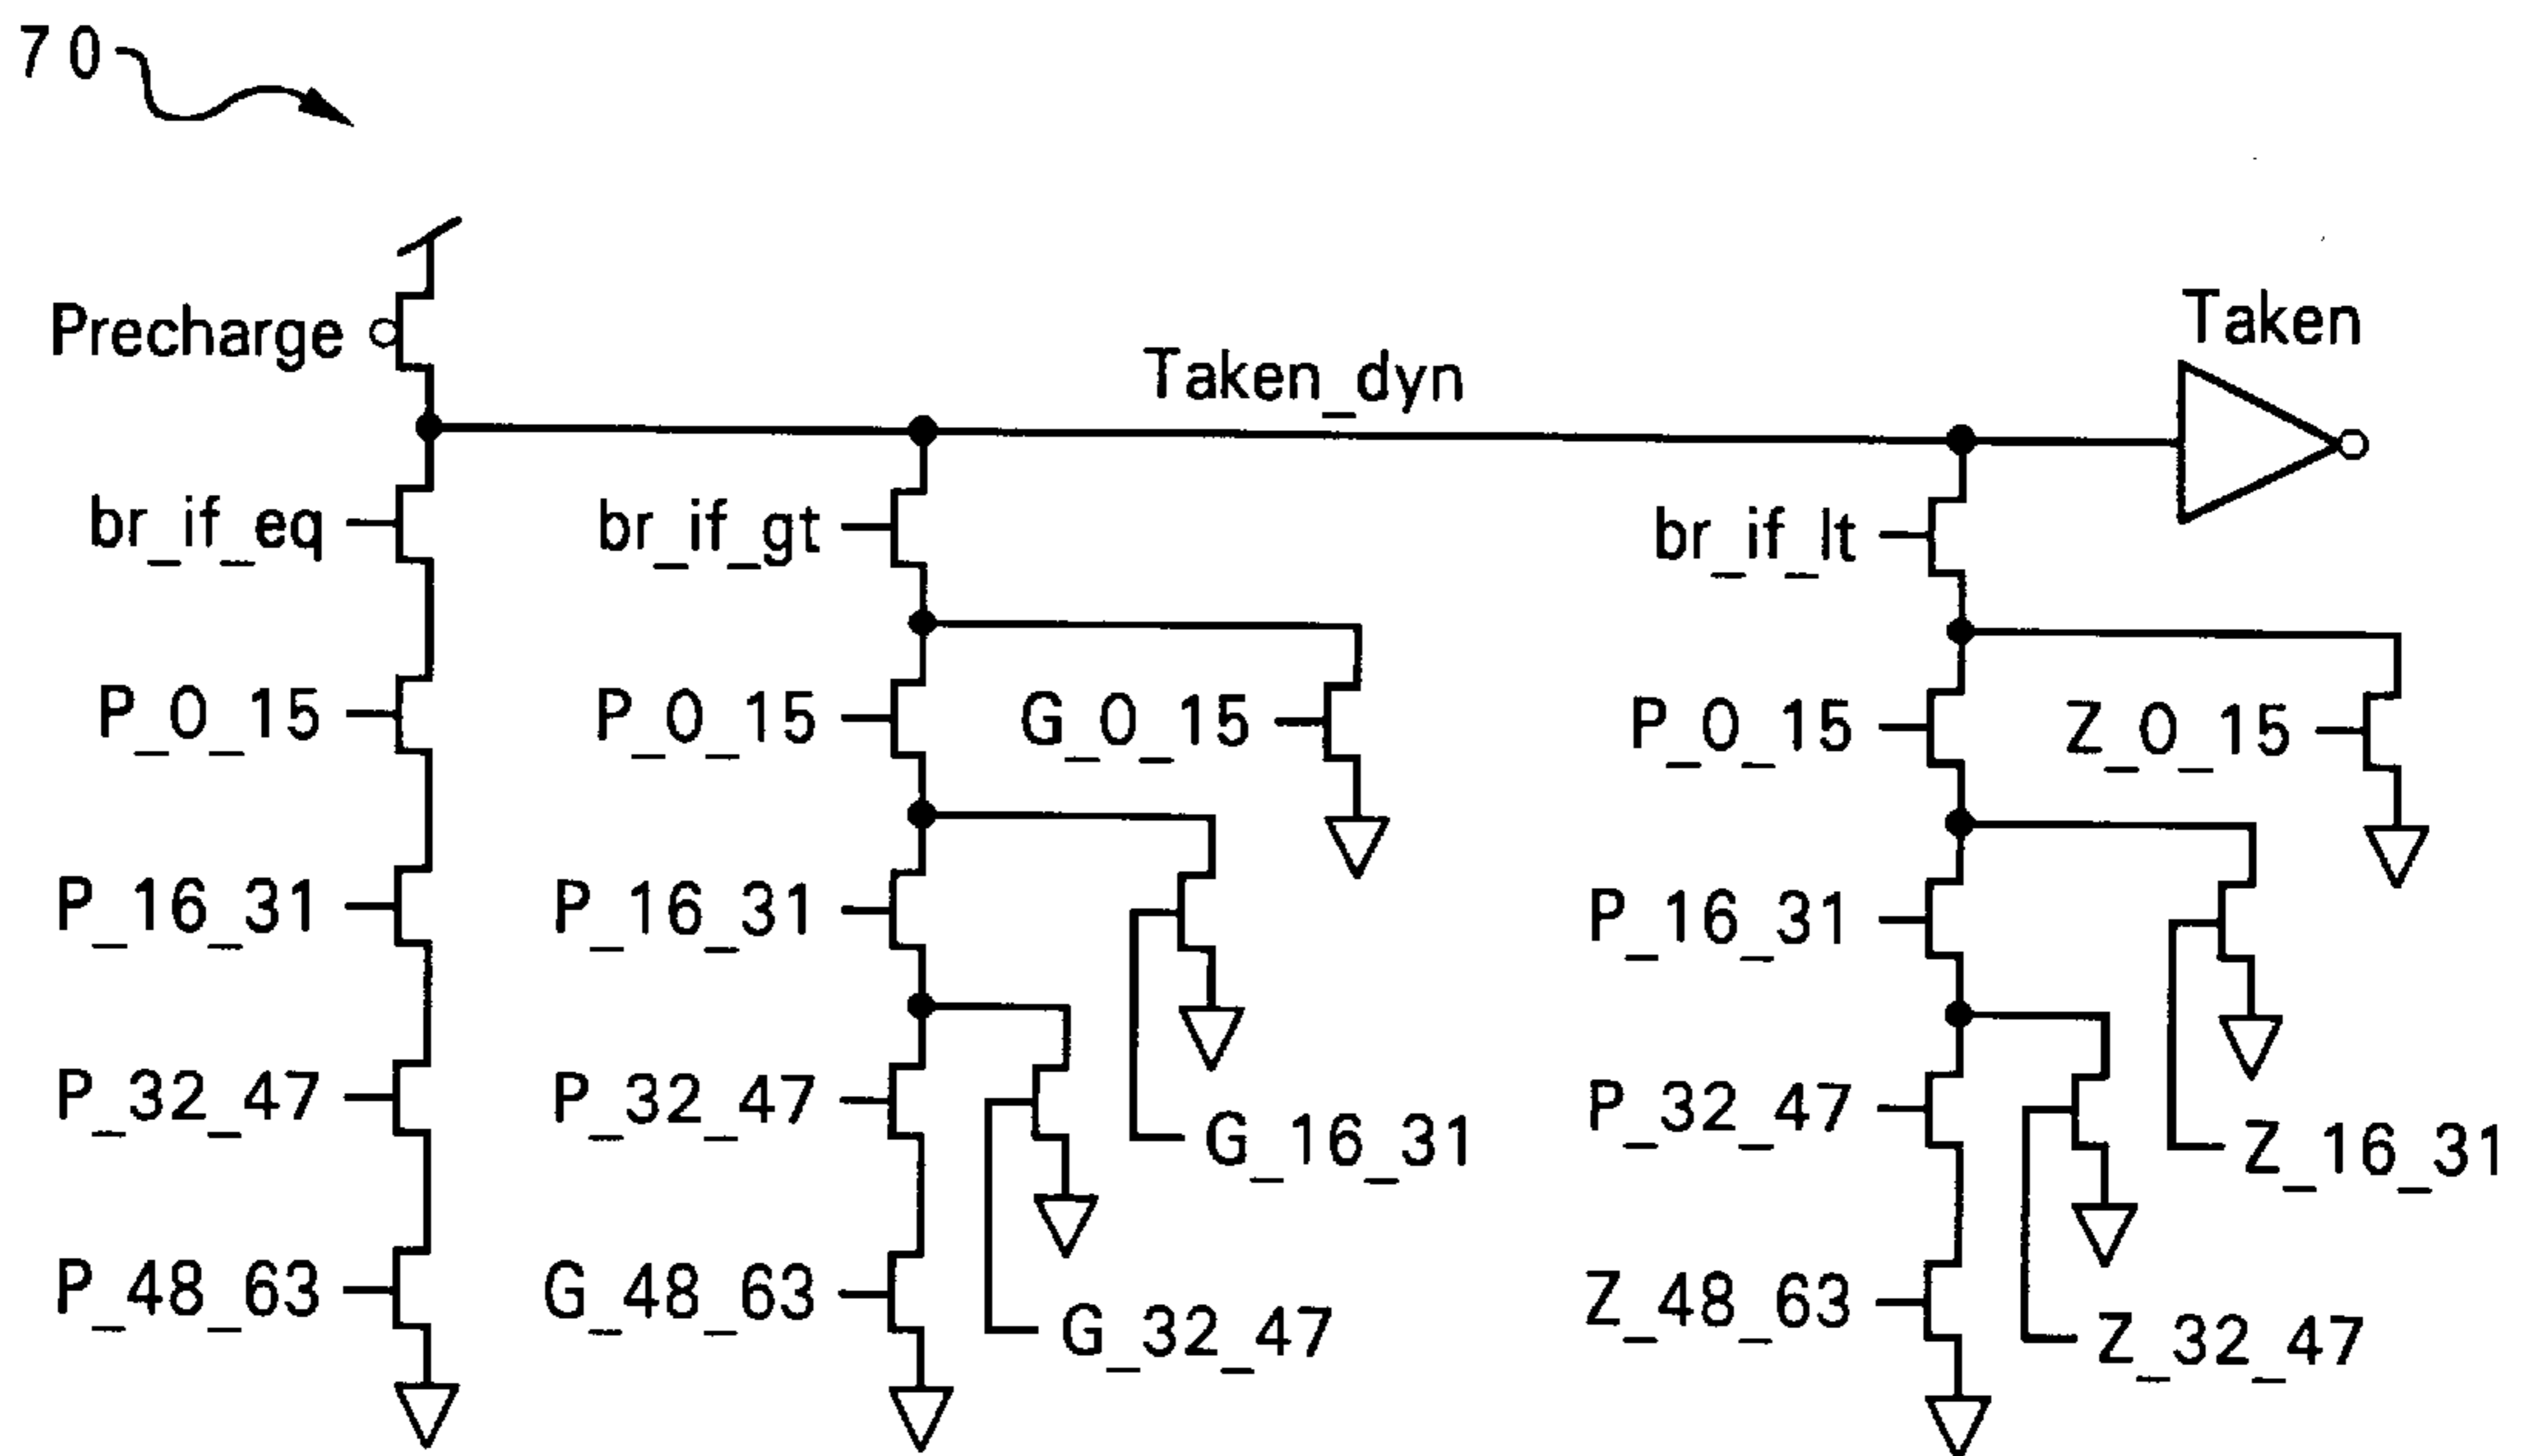 70
Precharge
Taken_dyn
Taken
br_if_eq
br_if_gt
br_if_lt
P_0_15
P_0_15
G_0_15
P_0_15
Z_0_15
P_16_31
P_16_31
P_16_31
P_32_47
P_32_47
G_16_31
P_32_47
Z_16_31
P_48_63
G_48_63
G_32_47
Z_48_63
Z_32_47